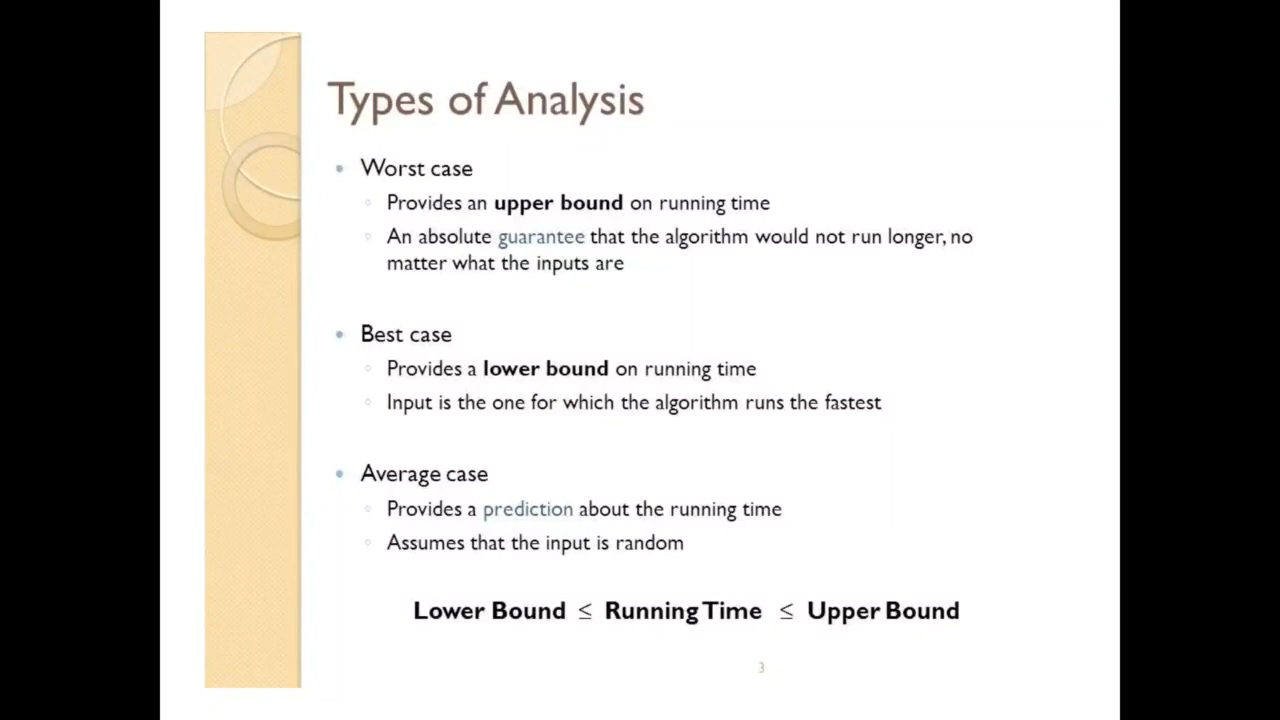 Types of Analysis
• Worst case
◦ Provides an upper bound on running time
◦ An absolute guarantee that the algorithm would not run longer, no
matter what the inputs are
• Best case
◦ Provides a lower bound on running time
◦ Input is the one for which the algorithm runs the fastest
• Average case
◦ Provides a prediction about the running time
◦ Assumes that the input is random
Lower Bound ≤ Running Time ≤ Upper Bound
3